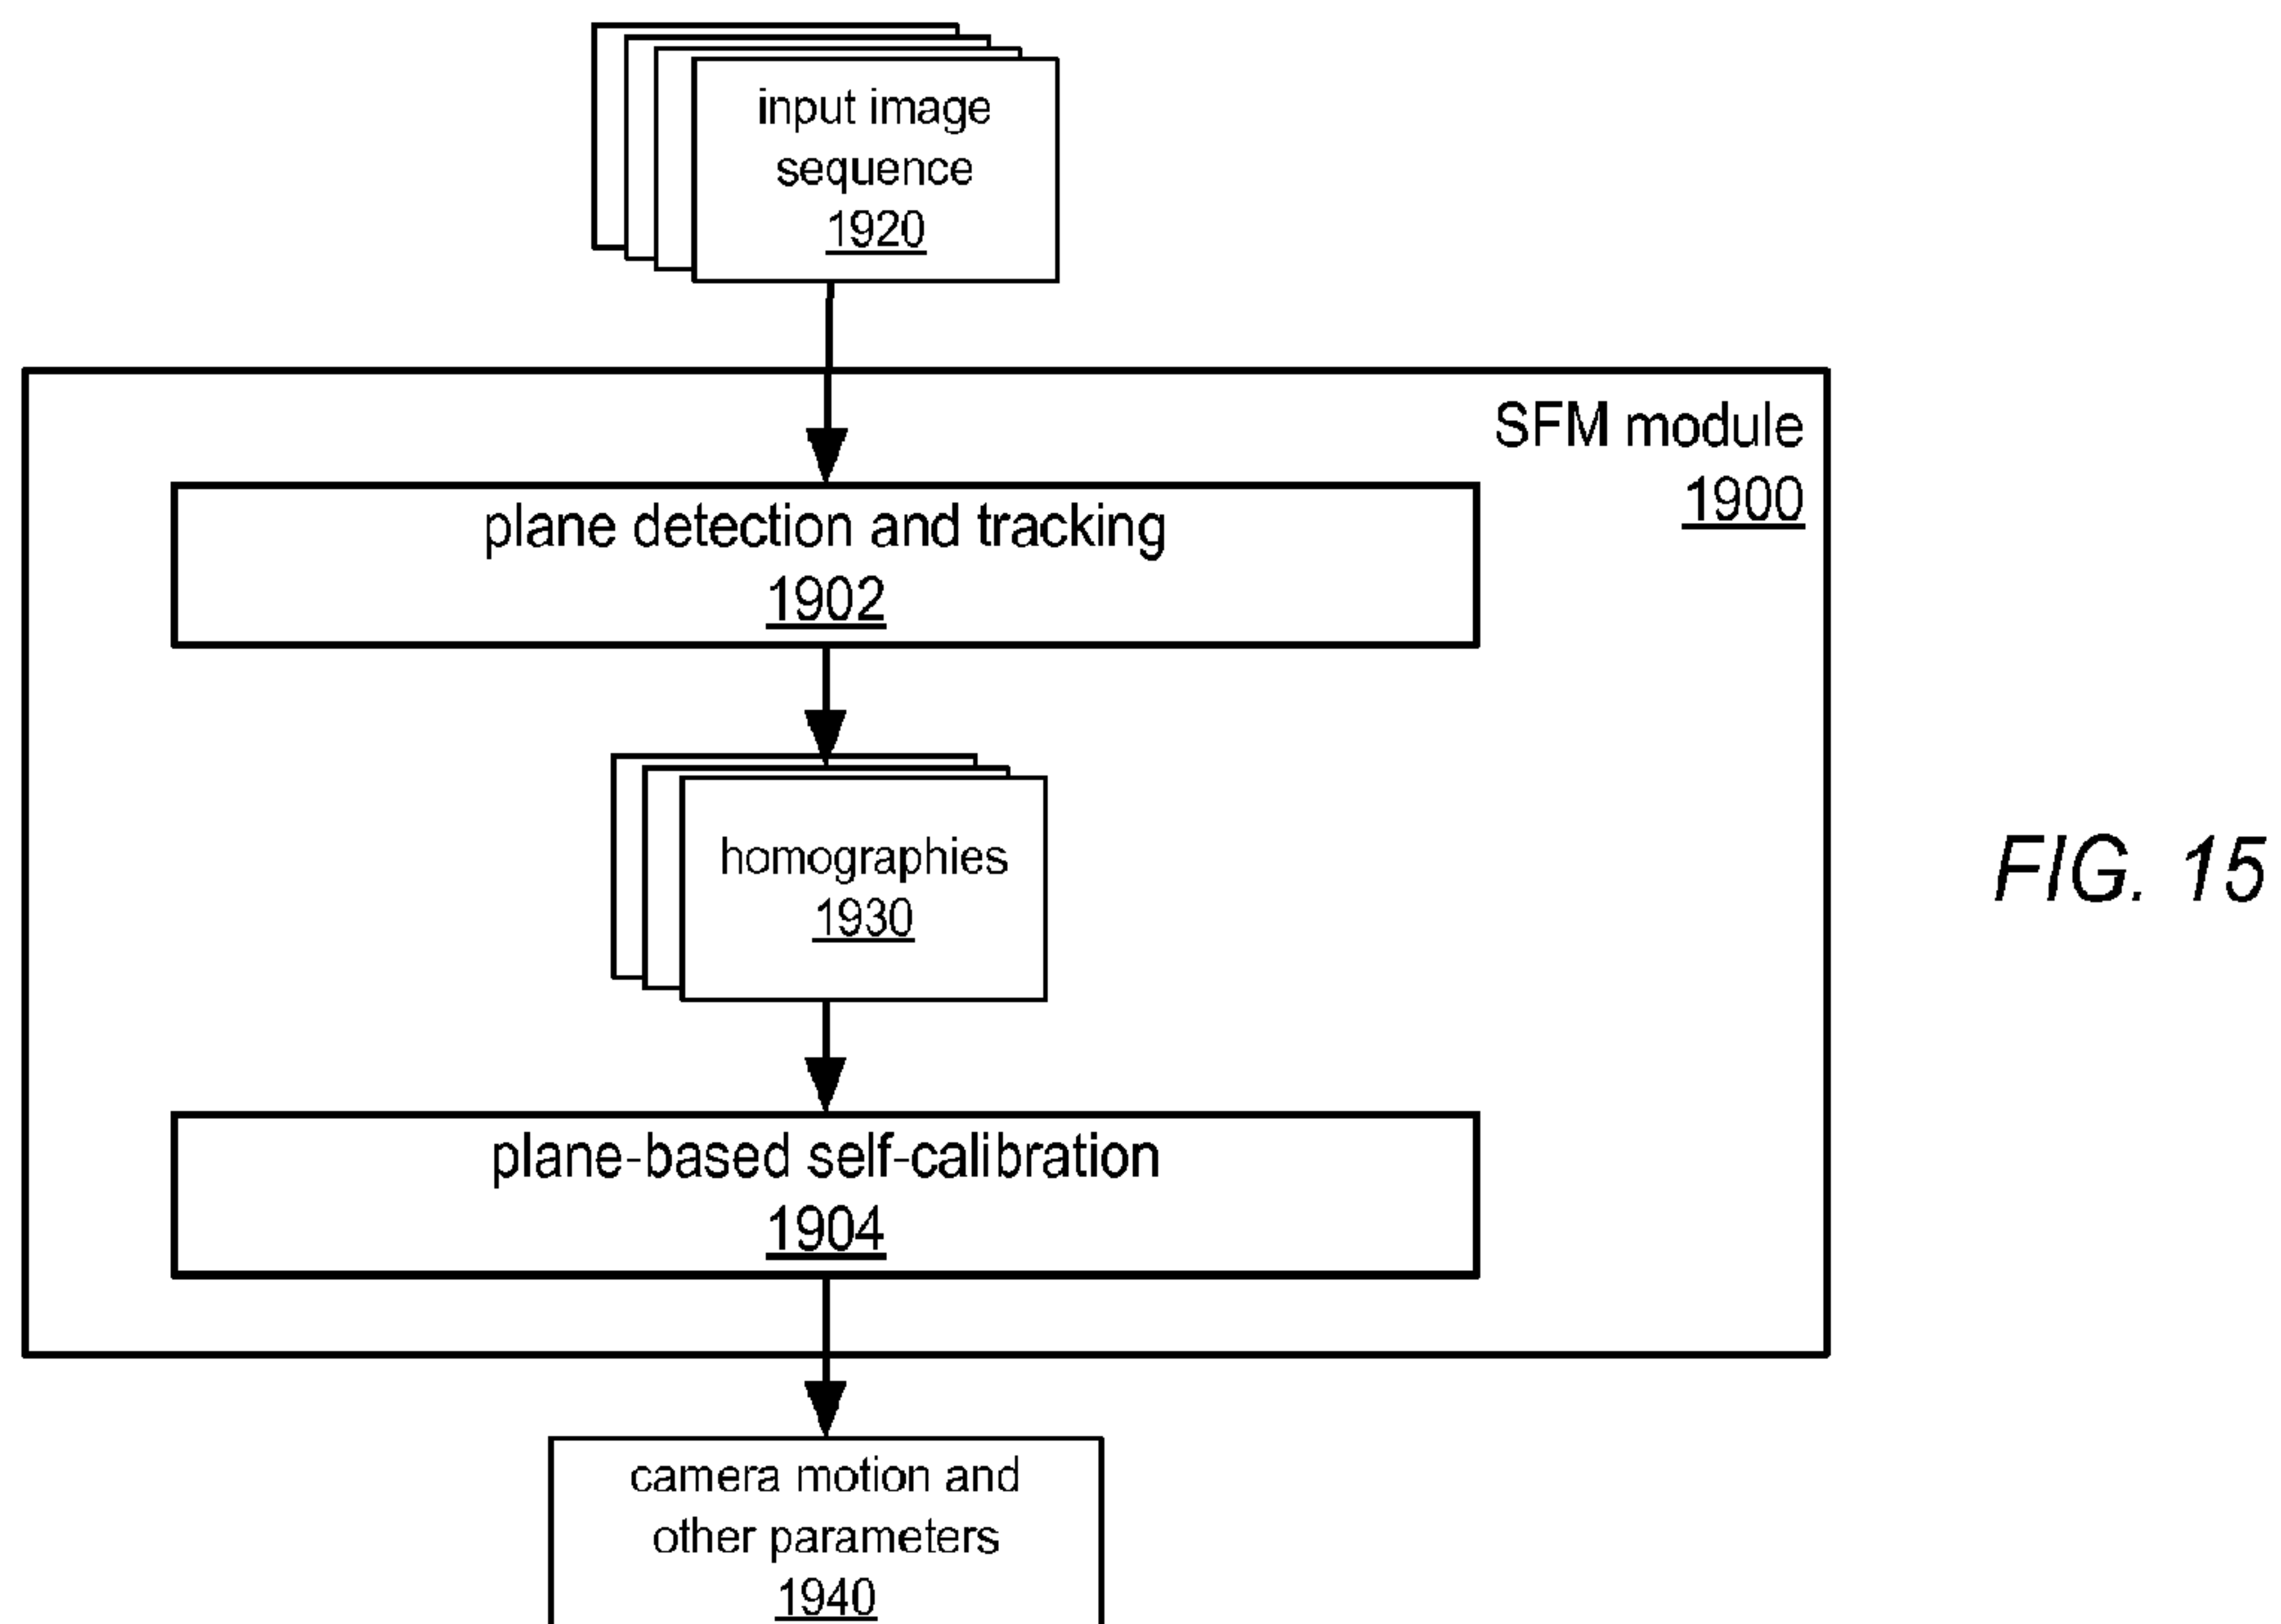 input image
sequence
1920
SFM module
1900
plane detection and tracking
1902
homographies
1930
FIG. 15
plane-based self-calibration
1904
camera motion and
other parameters
1940